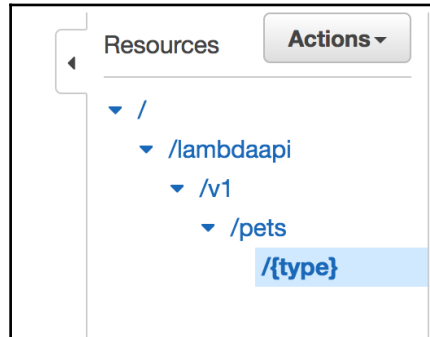 Resources
Actions
/
/lambdaapi
/v1
/pets
/{type}